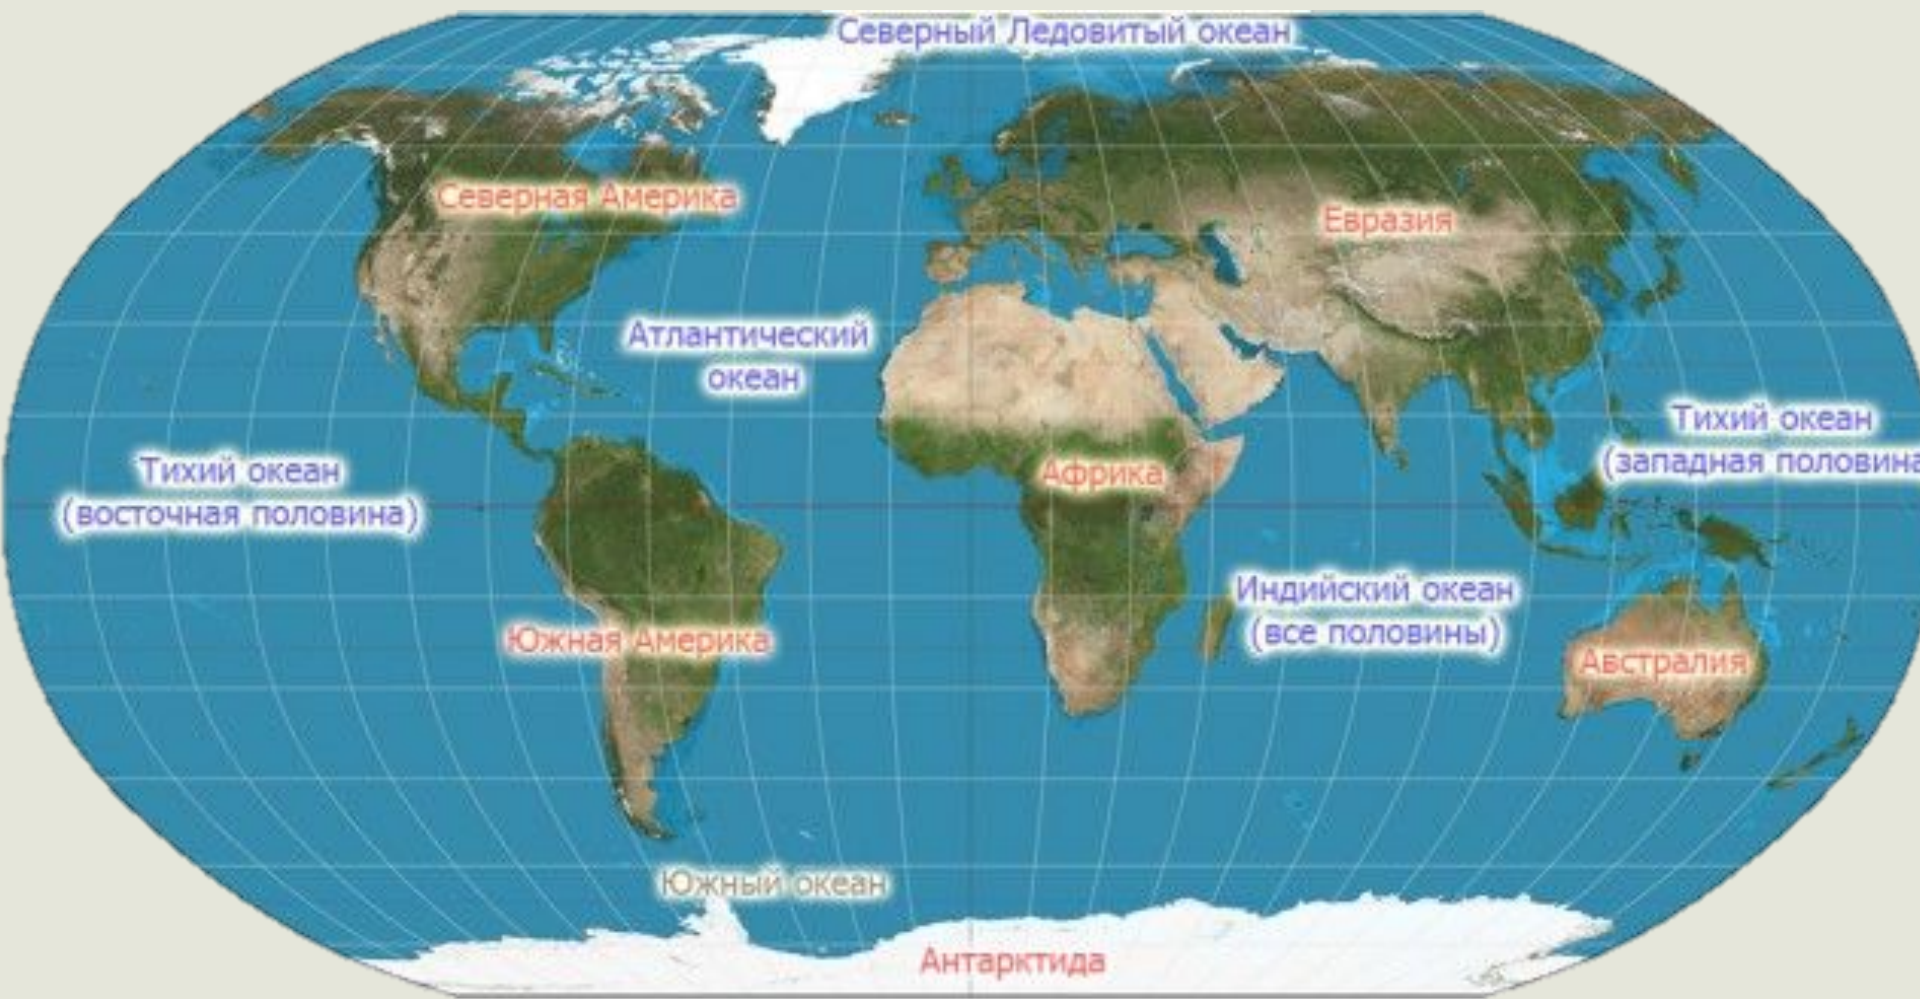 Северный Ледовитый океан
Северная Америка
Евразия
Атлантический
океан
Тихий океан
(западная половина
Тихий океан
(восточная половина)
Африка
Индийский океан
(все половины)
Южная Америка
Австралия
Южный океан
Антарктида